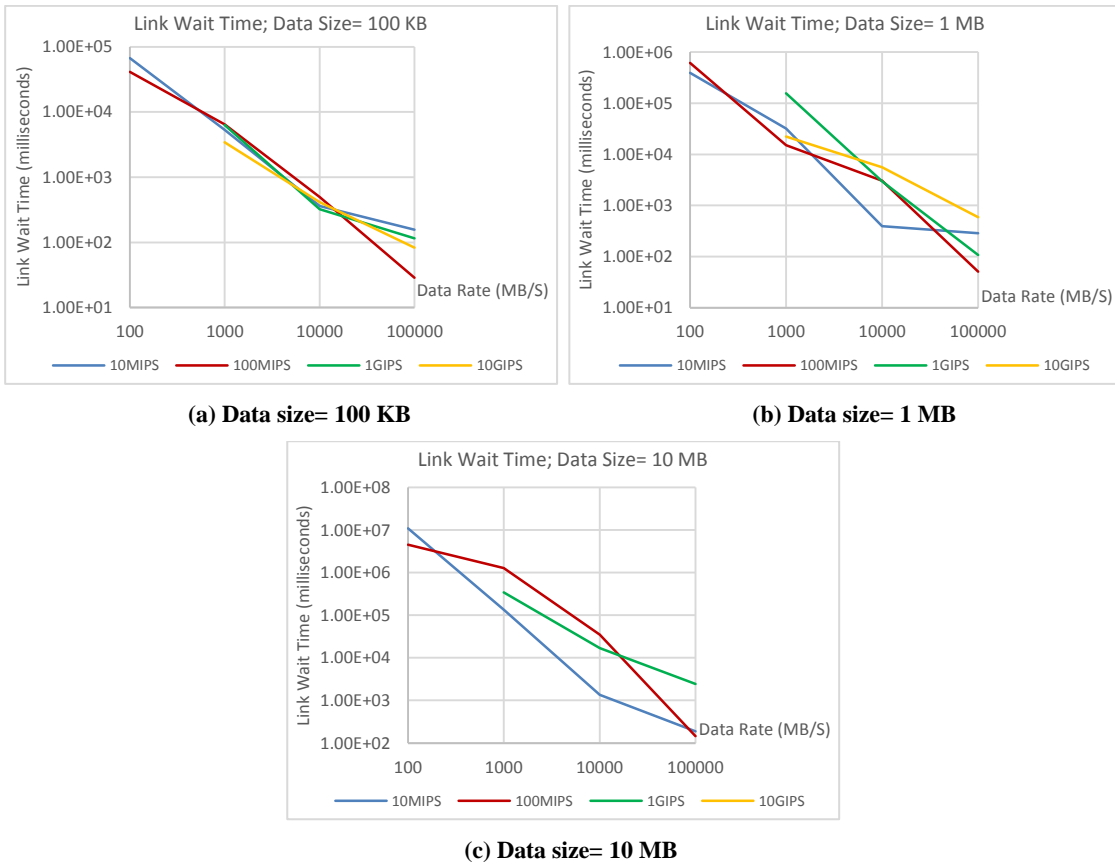 Link Wait Time; Data Size= 100 KB
Link Wait Time (milliseconds)
1.00E+05
1.00E+04
1.00E+03
1.00E+02
1.00E+01
Data Rate (MB/S)
100 1000 10000 100000
10MIPS 100MIPS 1GIPS 10GIPS
(a) Data size= 100 KB
Link Wait Time; Data Size= 1 MB
Link Wait Time (milliseconds)
1.00E+06
1.00E+05
1.00E+04
1.00E+03
1.00E+02
1.00E+01
Data Rate (MB/S)
100 1000 10000 100000
10MIPS 100MIPS 1GIPS 10GIPS
(b) Data size= 1 MB
Link Wait Time; Data Size= 10 MB
Link Wait Time (milliseconds)
1.00E+08
1.00E+07
1.00E+06
1.00E+05
1.00E+04
1.00E+03
1.00E+02
Data Rate (MB/S)
100 1000 10000 100000
10MIPS 100MIPS 1GIPS 10GIPS
(c) Data size= 10 MB